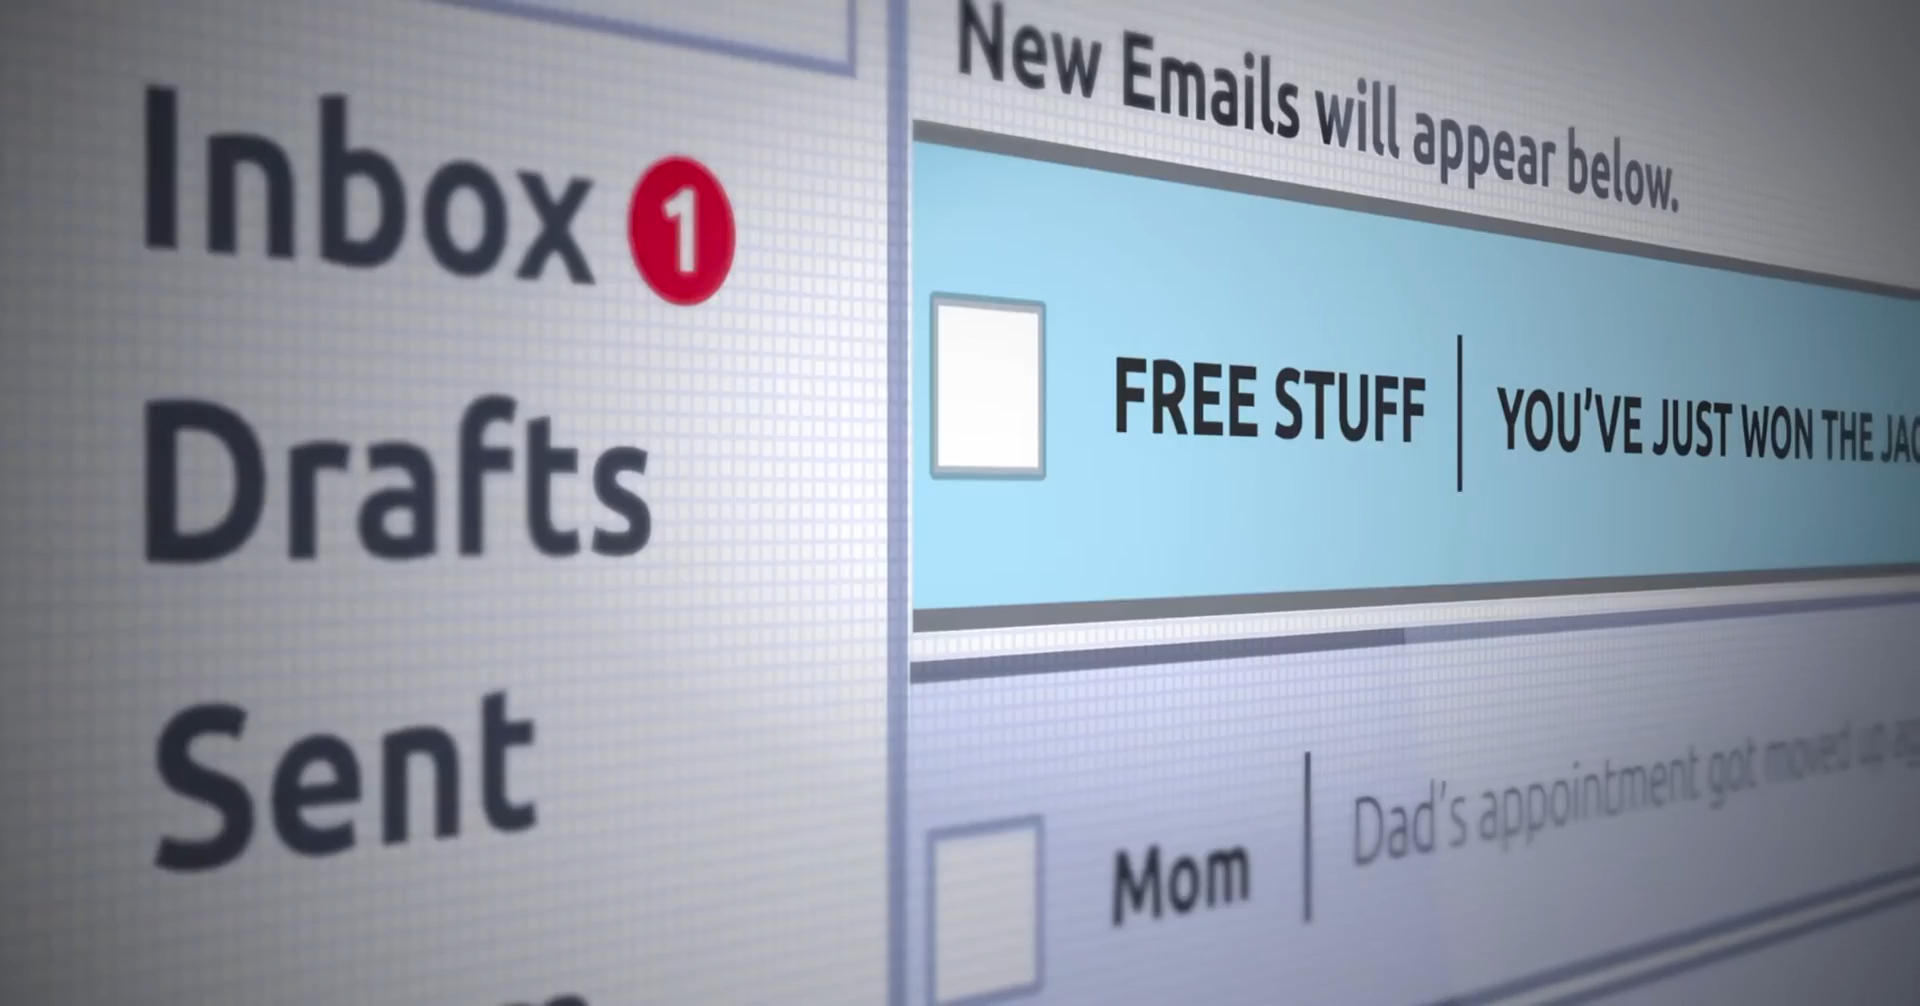 Inbox 1
Drafts
Sent
New Emails will appear below.
FREE STUFF | YOU'VE JUST WON THE
Mom | Dad's appointment got moved up